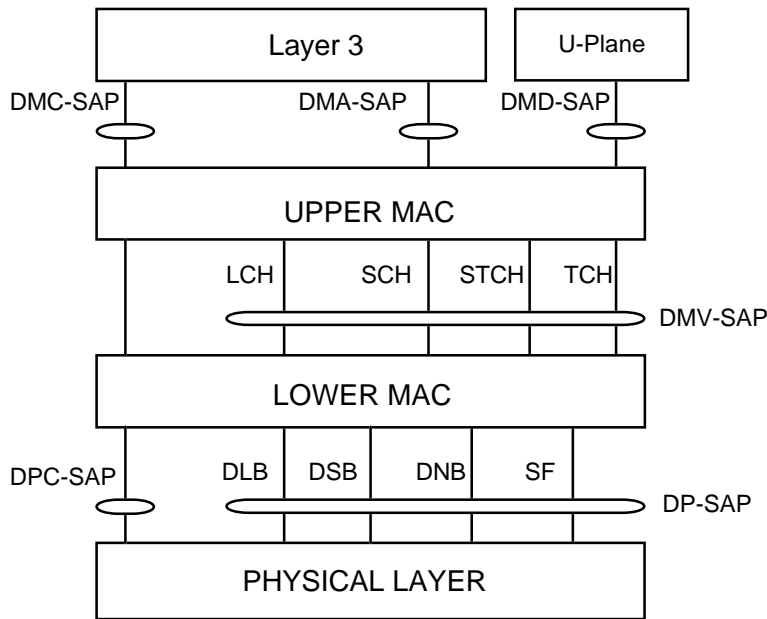 Layer 3
U-Plane
DMC-SAP
DMA-SAP
DMD-SAP
UPPER MAC
LCH
SCH
STCH
TCH
DMV-SAP
LOWER MAC
DPC-SAP
DLB
DSB
DNB
SF
DP-SAP
PHYSICAL LAYER